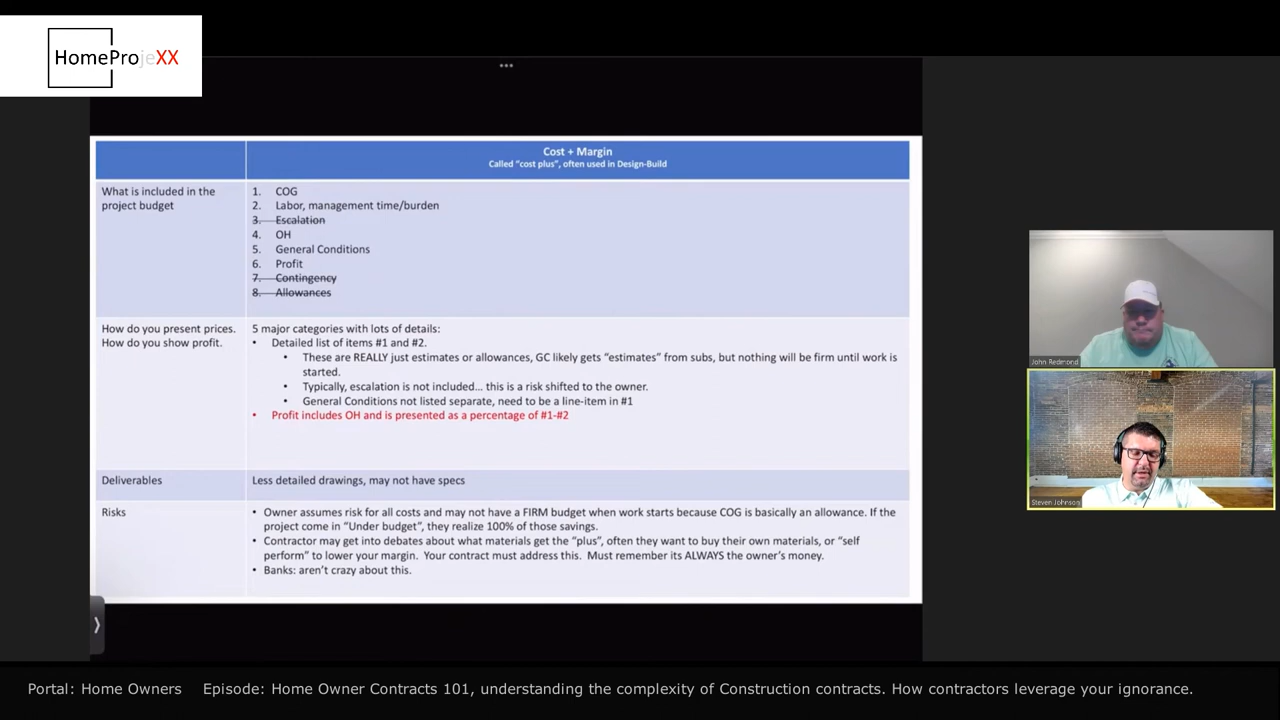 HomeProjeXX
Cost + Margin
Called "cost plus", often used in Design-Build
What is included in the
project budget
1. COG
2. Labor, management time/burden
3. Escalation
4. OH
5. General Conditions
6. Profit
7. Contingency
8. Allowances
How do you present prices.
How do you show profit.
5 major categories with lots of details:
• Detailed list of items #1 and #2.
• These are REALLY just estimates or allowances, GC likely gets "estimates" from subs, but nothing will be firm until work is
started.
• Typically, escalation is not included... this is a risk shifted to the owner.
• General Conditions not listed separate, need to be a line-item in #1
• Profit includes OH and is presented as a percentage of #1-#2
Deliverables
Less detailed drawings, may not have specs
Risks
• Owner assumes risk for all costs and may not have a FIRM budget when work starts because COG is basically an allowance. If the
project come in "Under budget", they realize 100% of those savings.
• Contractor may get into debates about what materials get the "plus", often they want to buy their own materials, or "self
perform" to lower your margin. Your contract must address this. Must remember its ALWAYS the owner's money.
• Banks: aren't crazy about this.
John Redmond
Steven Johnson
Portal: Home Owners Episode: Home Owner Contracts 101, understanding the complexity of Construction contracts. How contractors leverage your ignorance.